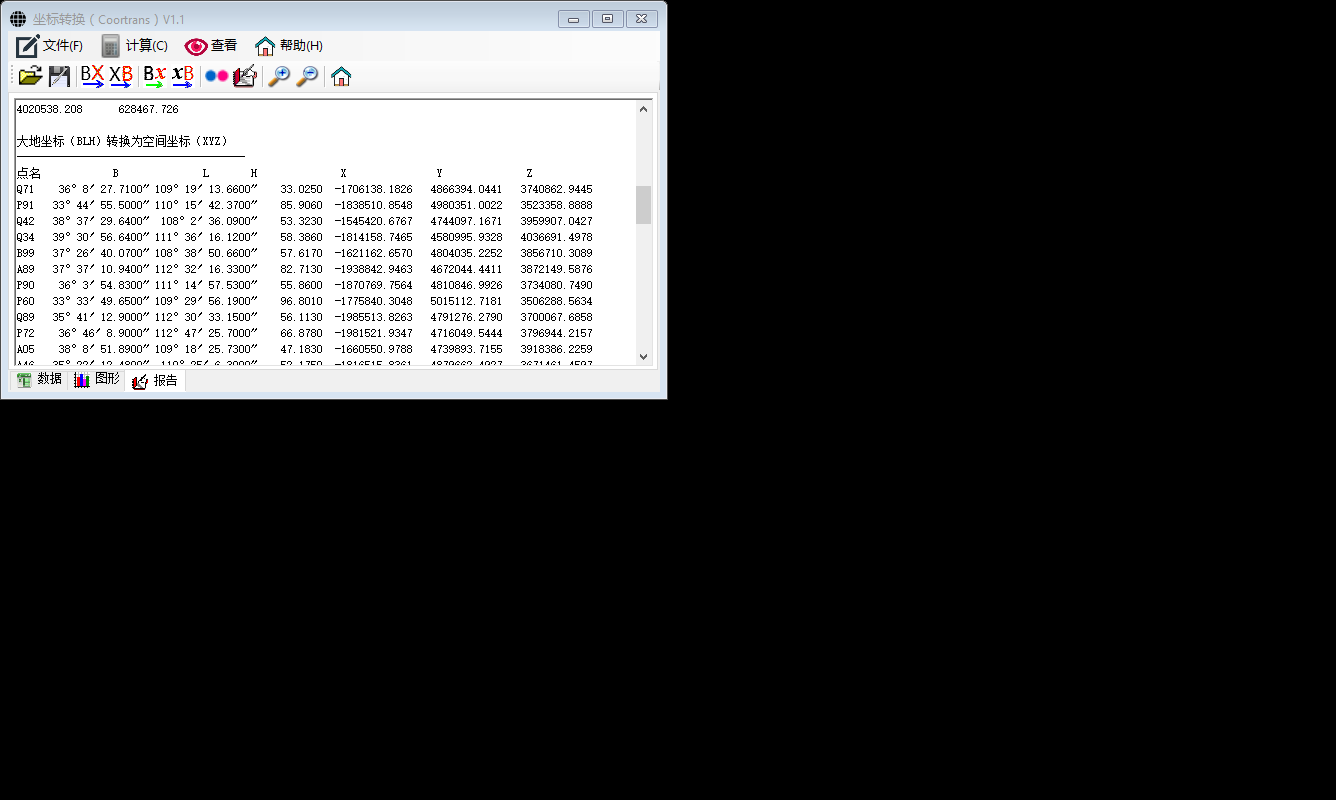 坐标转换（Coortrans）V1.1
文件(F) 计算(C) 查看 帮助(H)
BX XB Bx xB
4020538.208 628467.726
大地坐标（BLH）转换为空间坐标（XYZ）
点名 B L H X Y Z
Q71 36° 8′ 27.7100″ 109° 19′ 13.6600″ 33.0250 -1706138.1826 4866394.0441 3740862.9445
P91 33° 44′ 55.5000″ 110° 15′ 42.3700″ 85.9060 -1838510.8548 4980351.0022 3523358.8888
Q42 38° 37′ 29.6400″ 108° 2′ 36.0900″ 53.3230 -1545420.6767 4744097.1671 3959907.0427
Q34 39° 30′ 56.6400″ 111° 36′ 16.1200″ 58.3860 -1814158.7465 4580995.9328 4036691.4978
B99 37° 26′ 40.0700″ 108° 38′ 50.6600″ 57.6170 -1621162.6570 4804035.2252 3856710.3089
A89 37° 37′ 10.9400″ 112° 32′ 16.3300″ 82.7130 -1938842.9463 4672044.4411 3872149.5876
P90 36° 3′ 54.8300″ 111° 14′ 57.5300″ 55.8600 -1870769.7564 4810846.9926 3734080.7490
P60 33° 33′ 49.6500″ 109° 29′ 56.1900″ 96.8010 -1775840.3048 5015112.7181 3506288.5634
Q89 35° 41′ 12.9000″ 112° 30′ 33.1500″ 56.1130 -1985513.8263 4791276.2790 3700067.6858
P72 36° 46′ 8.9000″ 112° 47′ 25.7000″ 66.8780 -1981521.9347 4716049.5444 3796944.2157
A05 38° 8′ 51.8900″ 109° 18′ 25.7300″ 47.1830 -1660550.9788 4739893.7155 3918386.2259
数据 图形 报告